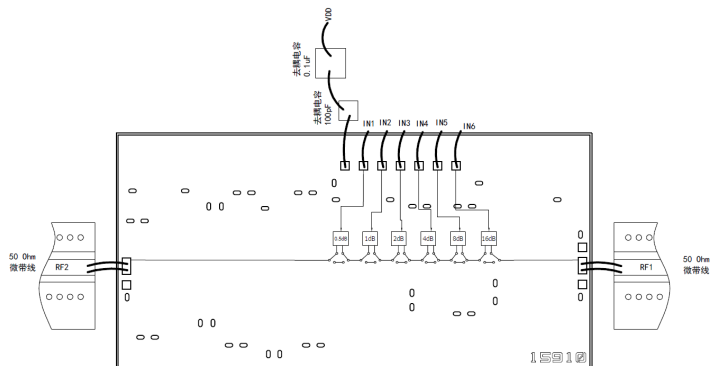 VDD
去耦电容
0.1uF
去耦电容
100pF
IN1 IN2 IN3 IN4 IN5 IN6
0.5dB 1dB 2dB 4dB 8dB 16dB
50 Ohm
微带线
RF2
RF1
50 Ohm
微带线
15910